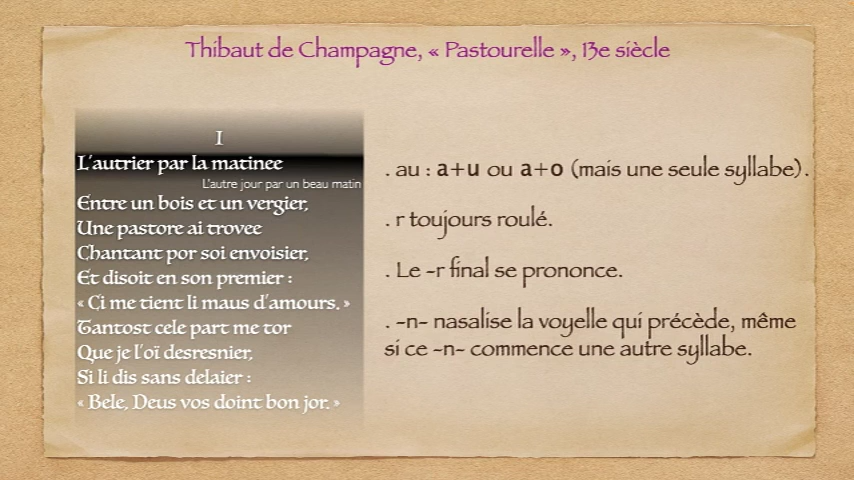 Thibaut de Champagne, « Pastourelle », 13e siècle
I
L'autrier par la matinee
L'autre jour par un beau matin
Entre un bois et un vergier,
Une pastore ai trovee
Chantant por soi envoisier,
Et disoit en son premier :
« Ci me tient li maus d'amours. »
Tantost cele part me tor
Que je l'oï desresnier,
Si li dis sans delaier :
« Bele, Deus vos doint bon jor. »
. au : a+u ou a+o (mais une seule syllabe).
. r toujours roulé.
. Le -r final se prononce.
. -n- nasalise la voyelle qui précède, même
si ce -n- commence une autre syllabe.